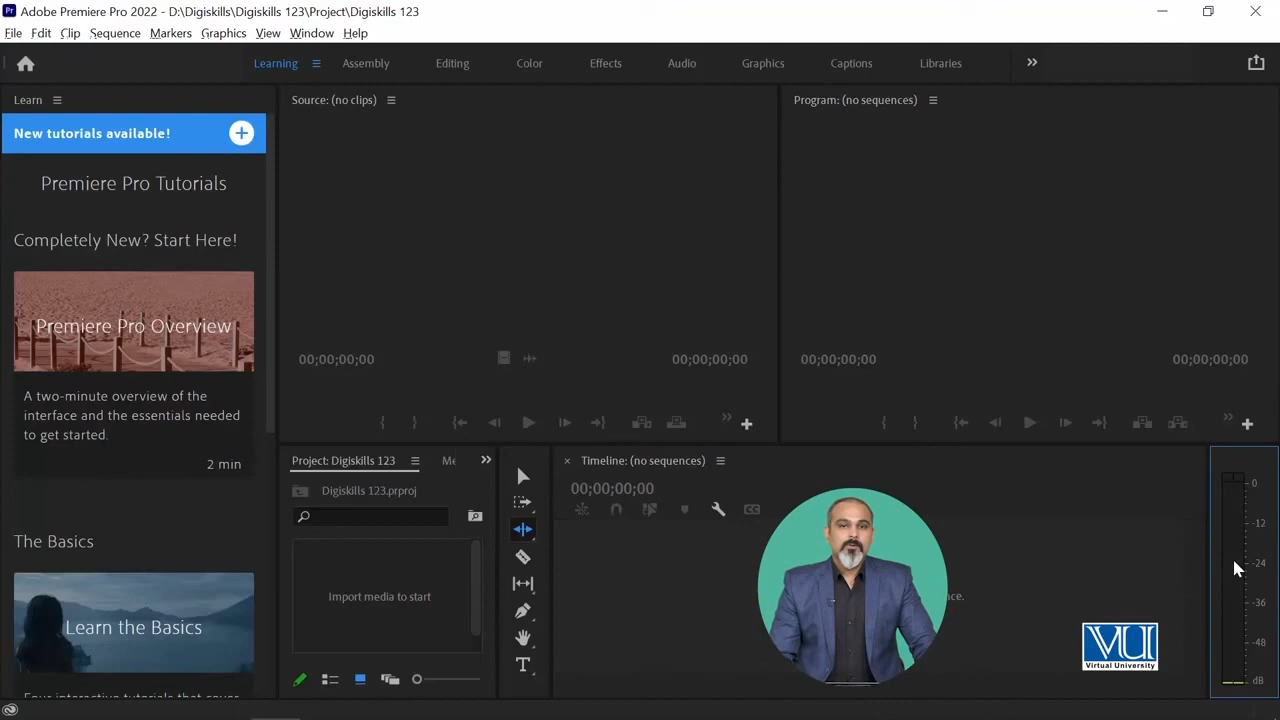 Adobe Premiere Pro 2022 - D:\Digiskills\Digiskills 123\Project\Digiskills 123
File Edit Clip Sequence Markers Graphics View Window Help
Learning Assembly Editing Color Effects Audio Graphics Captions Libraries
Learn
Source: (no clips)
Program: (no sequences)
New tutorials available!
Premiere Pro Tutorials
Completely New? Start Here!
Premiere Pro Overview
A two-minute overview of the
interface and the essentials needed
to get started.
2 min
00;00;00;00
00;00;00;00
00;00;00;00
00;00;00;00
The Basics
Learn the Basics
Project: Digiskills 123
Digiskills 123.prproj
Import media to start
Timeline: (no sequences)
00;00;00;00
CC
T
0
-12
-24
-36
-48
dB
VU
Virtual University